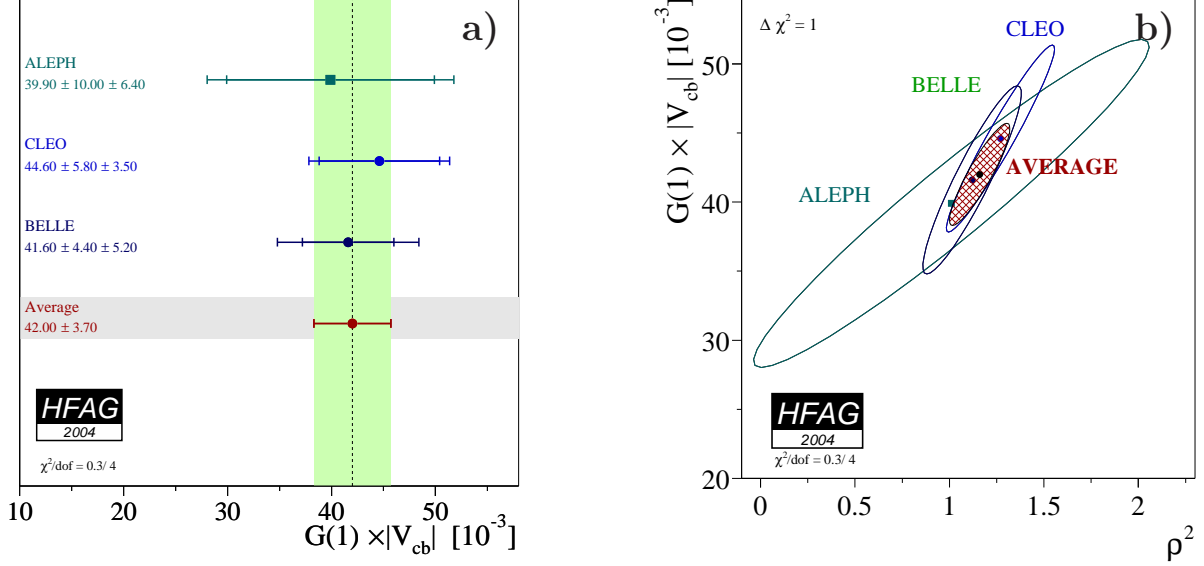 a)
ALEPH
39.90 ± 10.00 ± 6.40
CLEO
44.60 ± 5.80 ± 3.50
BELLE
41.60 ± 4.40 ± 5.20
Average
42.00 ± 3.70
HFAG
2004
χ²/dof = 0.3/ 4
10 20 30 40 50
G(1) ×|V_cb| [10⁻³]
b)
Δ χ² = 1
CLEO
BELLE
AVERAGE
ALEPH
G(1) × |V_cb| [10⁻³]
50
40
30
20
HFAG
2004
χ²/dof = 0.3/ 4
0 0.5 1 1.5 2
ρ²